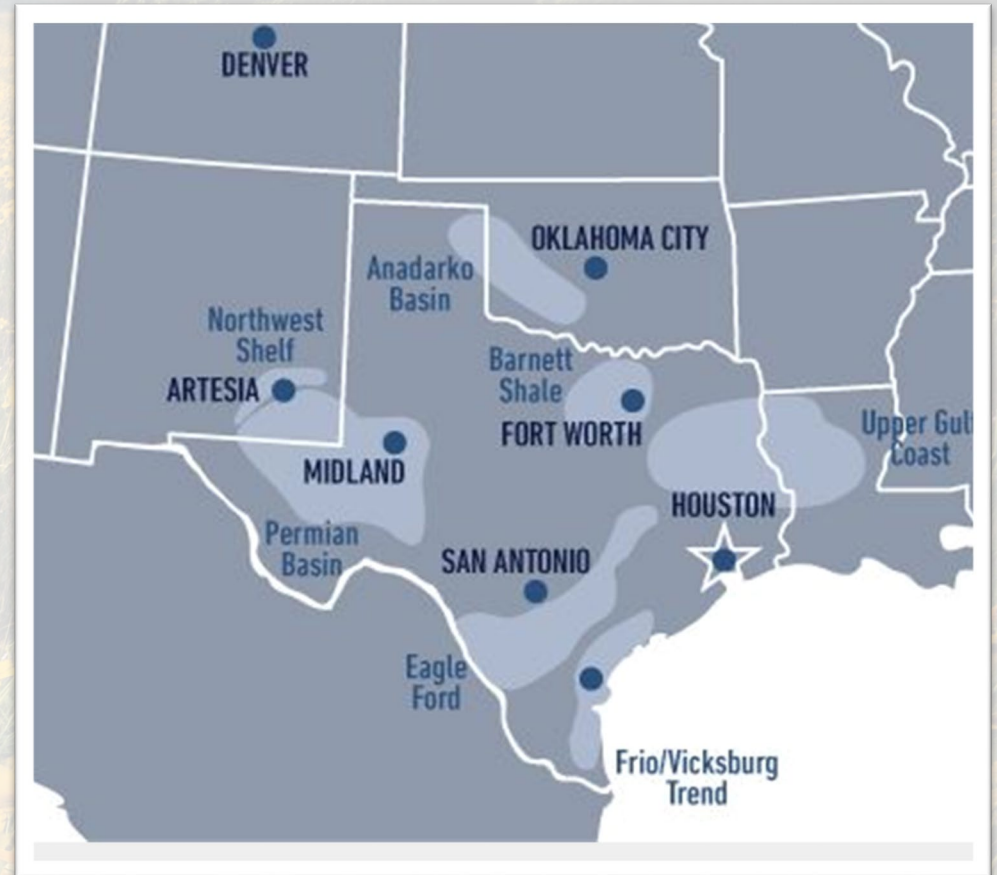 DENVER
OKLAHOMA CITY
Anadarko
Basin
Northwest
Shelf
ARTESIA
Barnett
Shale
FORT WORTH
Upper Gulf
Coast
MIDLAND
HOUSTON
Permian
Basin
SAN ANTONIO
Eagle
Ford
Frio/Vicksburg
Trend